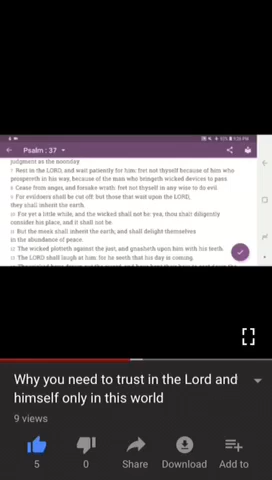 Psalm : 37
judgment as the noonday.
7 Rest in the LORD, and wait patiently for him: fret not thyself because of him who
prospereth in his way, because of the man who bringeth wicked devices to pass.
8 Cease from anger, and forsake wrath: fret not thyself in any wise to do evil.
9 For evildoers shall be cut off: but those that wait upon the LORD,
they shall inherit the earth.
10 For yet a little while, and the wicked shall not be: yea, thou shalt diligently
consider his place, and it shall not be.
11 But the meek shall inherit the earth; and shall delight themselves
in the abundance of peace.
12 The wicked plotteth against the just, and gnasheth upon him with his teeth.
13 The LORD shall laugh at him: for he seeth that his day is coming.
Why you need to trust in the Lord and
himself only in this world
9 views
5
0
Share
Download
Add to